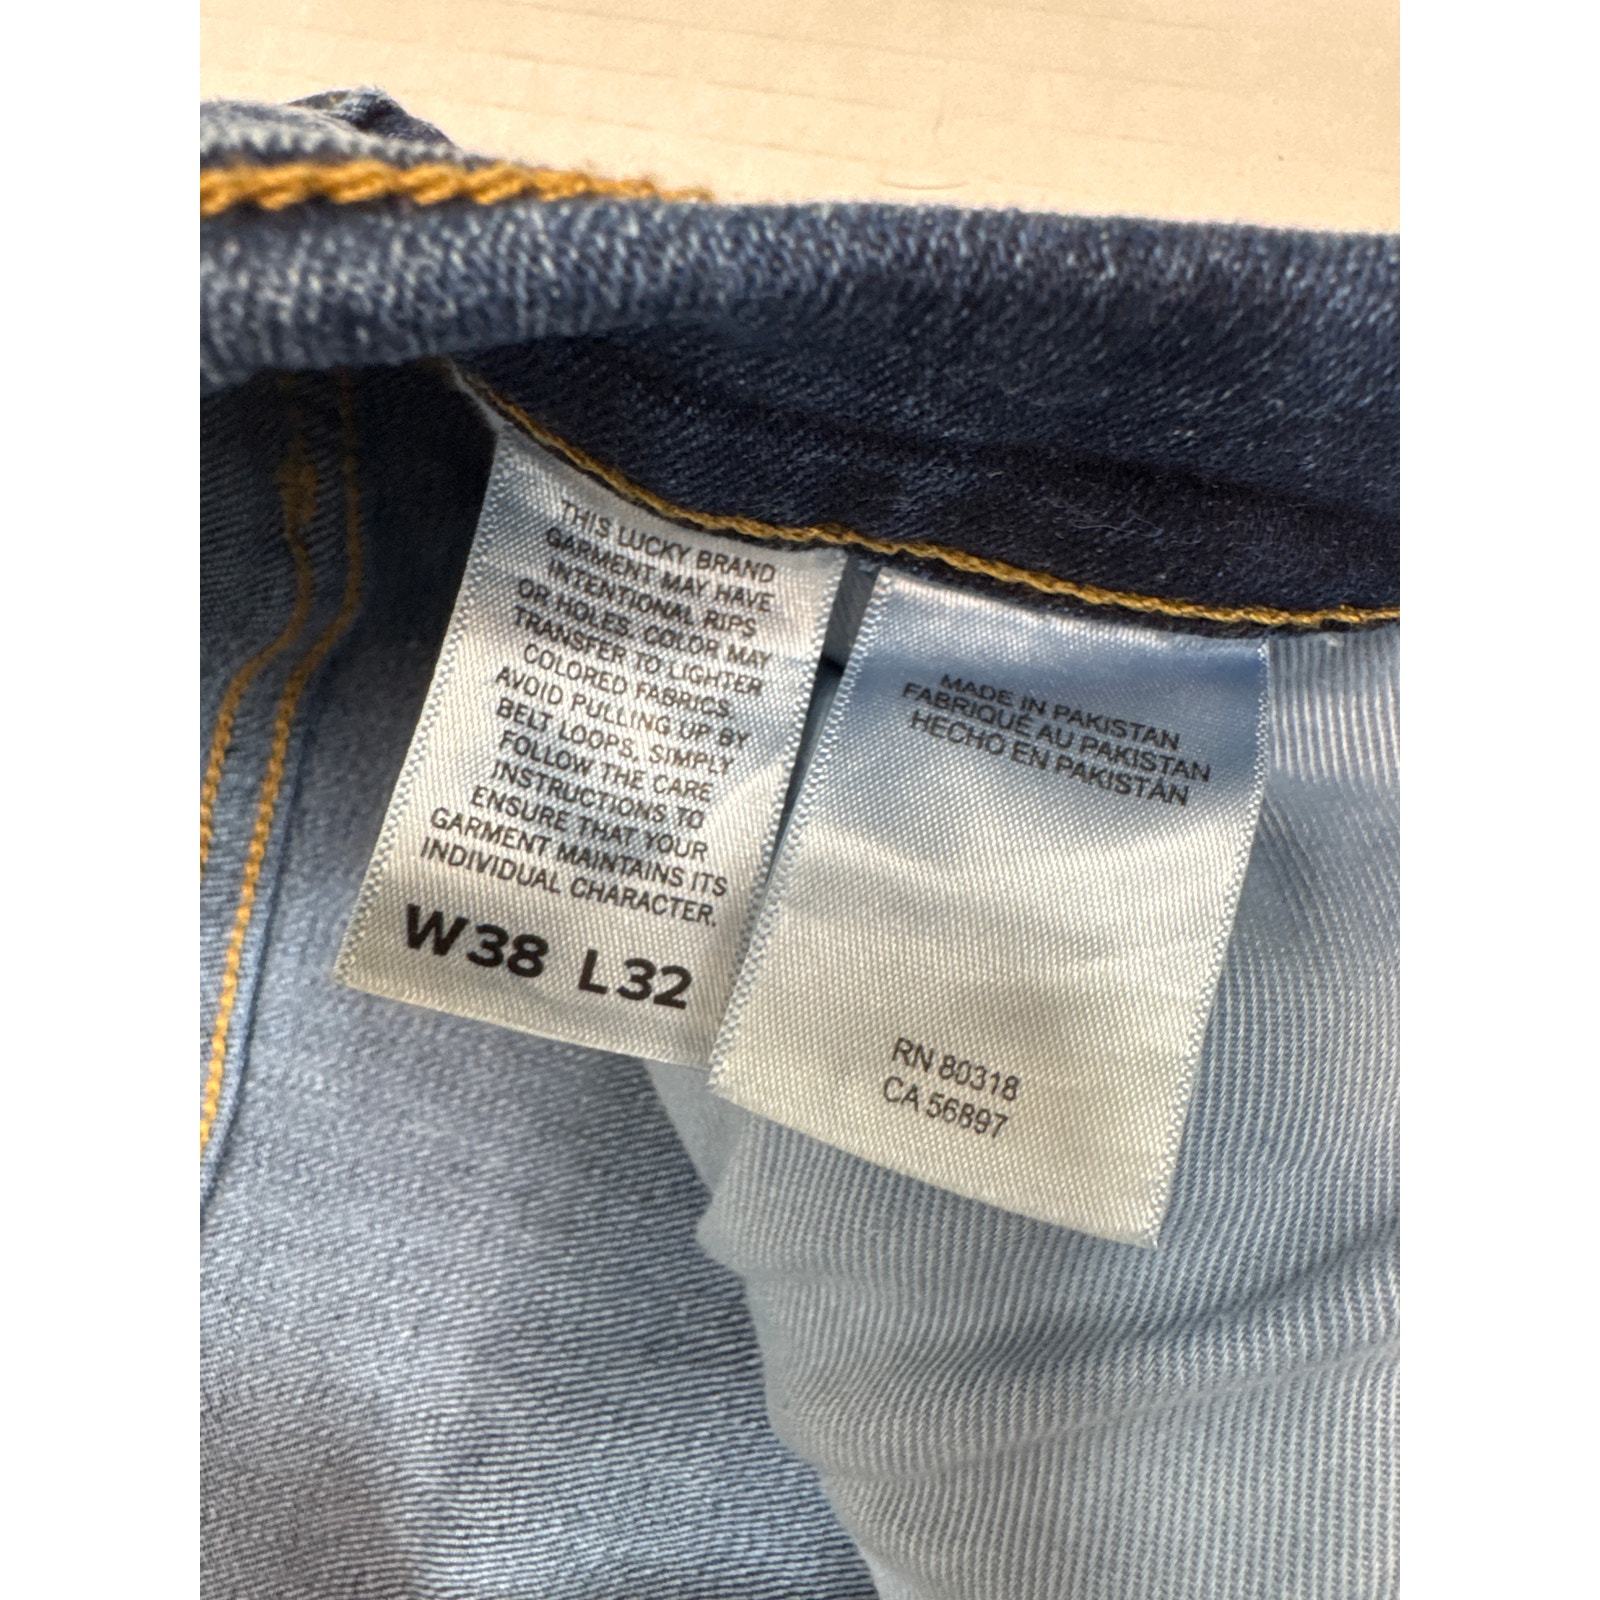 THIS LUCKY BRAND
GARMENT MAY HAVE
INTENTIONAL RIPS
OR HOLES. COLOR MAY
TRANSFER TO LIGHTER
COLORED FABRICS.
AVOID PULLING UP BY
BELT LOOPS. SIMPLY
FOLLOW THE CARE
INSTRUCTIONS TO
ENSURE THAT YOUR
GARMENT MAINTAINS ITS
INDIVIDUAL CHARACTER.
W38 L32
MADE IN PAKISTAN
FABRIQUÉ AU PAKISTAN
HECHO EN PAKISTÁN
RN 80318
CA 56897